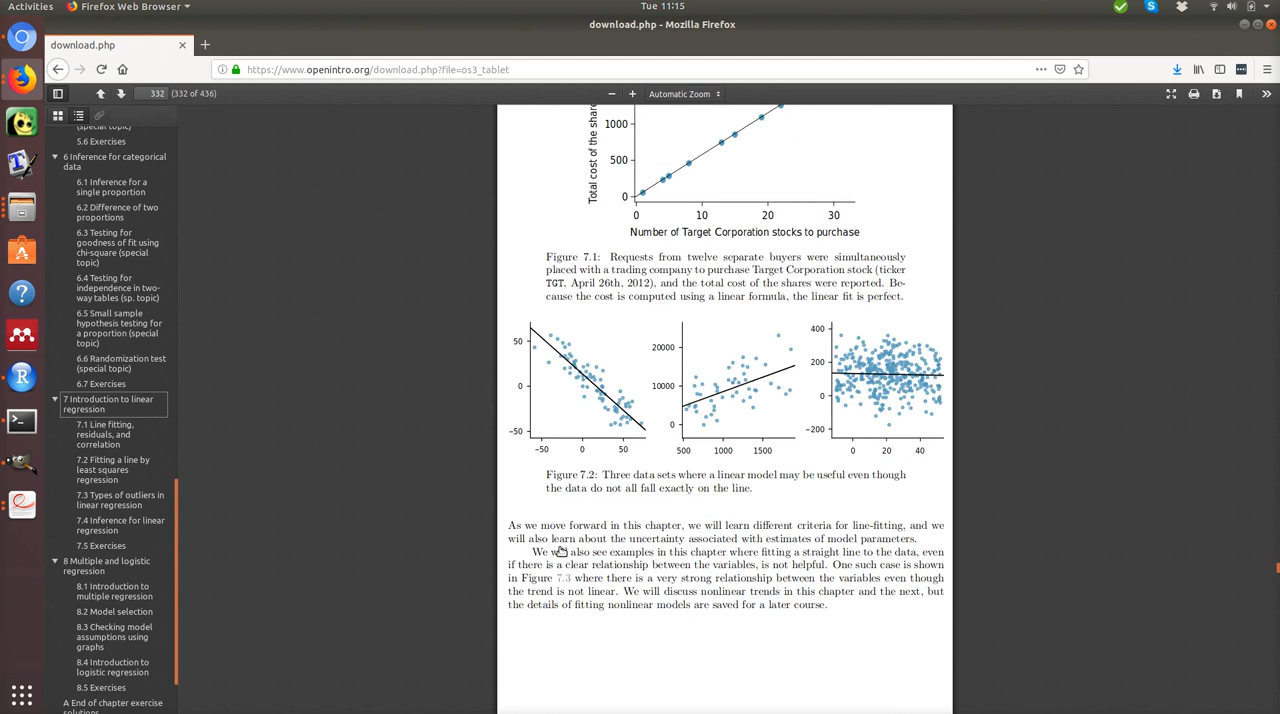 Activities
Firefox Web Browser
Tue 11:15
download.php - Mozilla Firefox
download.php
https://www.openintro.org/download.php?file=os3_tablet
332 (332 of 436)
Automatic Zoom
(special topic)
5.6 Exercises
6 Inference for categorical
data
6.1 Inference for a
single proportion
6.2 Difference of two
proportions
6.3 Testing for
goodness of fit using
chi-square (special
topic)
6.4 Testing for
independence in two-
way tables (sp. topic)
6.5 Small sample
hypothesis testing for
a proportion (special
topic)
6.6 Randomization test
(special topic)
6.7 Exercises
7 Introduction to linear
regression
7.1 Line fitting,
residuals, and
correlation
7.2 Fitting a line by
least squares
regression
7.3 Types of outliers in
linear regression
7.4 Inference for linear
regression
7.5 Exercises
8 Multiple and logistic
regression
8.1 Introduction to
multiple regression
8.2 Model selection
8.3 Checking model
assumptions using
graphs
8.4 Introduction to
logistic regression
8.5 Exercises
A End of chapter exercise
solutions
Total cost of the share
1000
500
0
0 10 20 30
Number of Target Corporation stocks to purchase
Figure 7.1: Requests from twelve separate buyers were simultaneously
placed with a trading company to purchase Target Corporation stock (ticker
TGT, April 26th, 2012), and the total cost of the shares were reported. Be-
cause the cost is computed using a linear formula, the linear fit is perfect.
50
0
−50
−50 0 50
20000
10000
0
500 1000 1500
400
200
0
−200
0 20 40
Figure 7.2: Three data sets where a linear model may be useful even though
the data do not all fall exactly on the line.
As we move forward in this chapter, we will learn different criteria for line-fitting, and we
will also learn about the uncertainty associated with estimates of model parameters.
We also see examples in this chapter where fitting a straight line to the data, even
if there is a clear relationship between the variables, is not helpful. One such case is shown
in Figure 7.3 where there is a very strong relationship between the variables even though
the trend is not linear. We will discuss nonlinear trends in this chapter and the next, but
the details of fitting nonlinear models are saved for a later course.